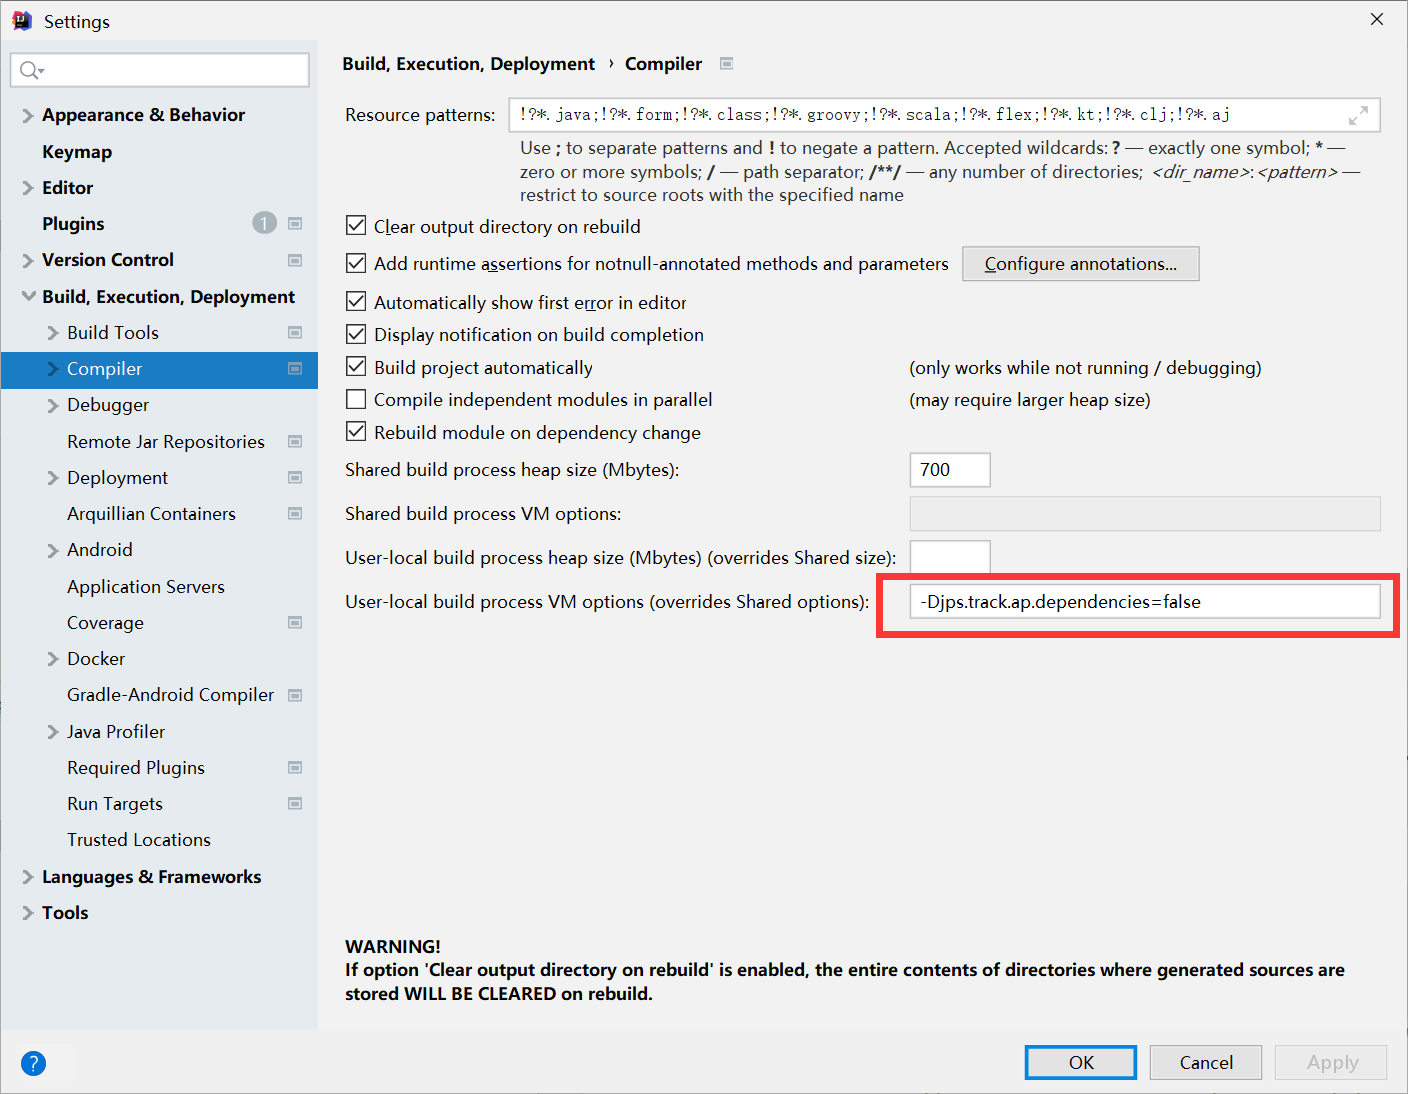 Settings
Build, Execution, Deployment › Compiler
Appearance & Behavior
Keymap
Editor
Plugins 1
Version Control
Build, Execution, Deployment
Build Tools
Compiler
Debugger
Remote Jar Repositories
Deployment
Arquillian Containers
Android
Application Servers
Coverage
Docker
Gradle-Android Compiler
Java Profiler
Required Plugins
Run Targets
Trusted Locations
Languages & Frameworks
Tools
Resource patterns: !?*.java;!?*.form;!?*.class;!?*.groovy;!?*.scala;!?*.flex;!?*.kt;!?*.clj;!?*.aj
Use ; to separate patterns and ! to negate a pattern. Accepted wildcards: ? — exactly one symbol; * —
zero or more symbols; / — path separator; /**/ — any number of directories; <dir_name>:<pattern> —
restrict to source roots with the specified name
Clear output directory on rebuild
Add runtime assertions for notnull-annotated methods and parameters Configure annotations...
Automatically show first error in editor
Display notification on build completion
Build project automatically (only works while not running / debugging)
Compile independent modules in parallel (may require larger heap size)
Rebuild module on dependency change
Shared build process heap size (Mbytes): 700
Shared build process VM options:
User-local build process heap size (Mbytes) (overrides Shared size):
User-local build process VM options (overrides Shared options): -Djps.track.ap.dependencies=false
WARNING!
If option 'Clear output directory on rebuild' is enabled, the entire contents of directories where generated sources are
stored WILL BE CLEARED on rebuild.
? OK Cancel Apply